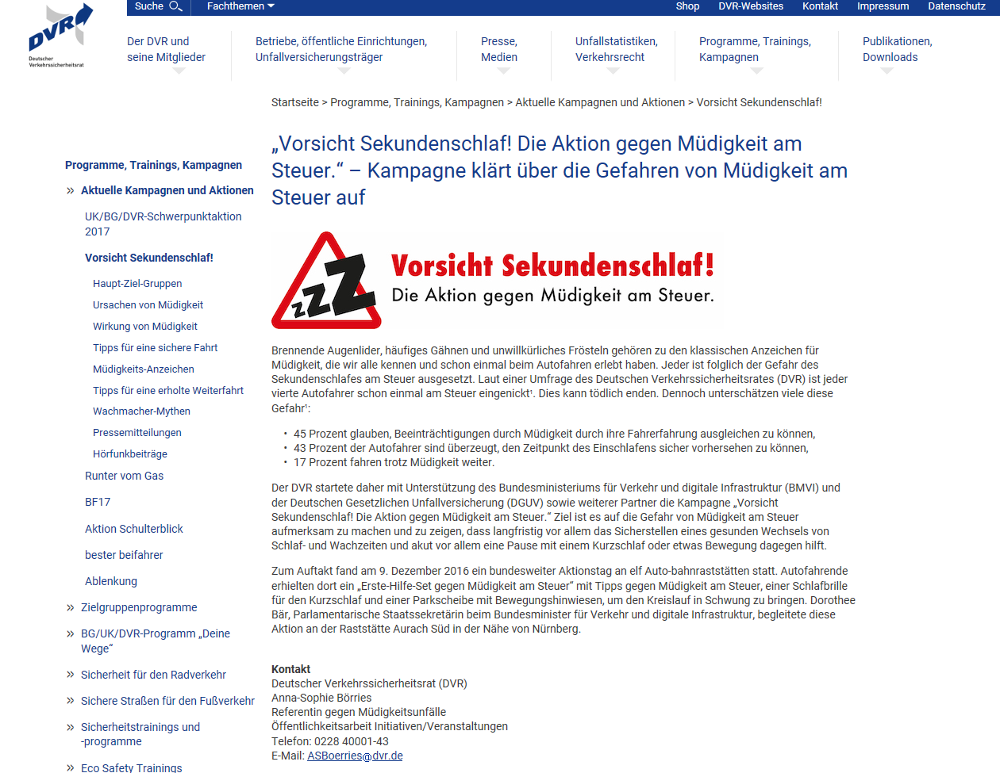 Suche
Fachthemen
Shop
DVR-Websites
Kontakt
Impressum
Datenschutz
DVR
Deutscher
Verkehrssicherheitsrat
Der DVR und
seine Mitglieder
Betriebe, öffentliche Einrichtungen,
Unfallversicherungsträger
Presse,
Medien
Unfallstatistiken,
Verkehrsrecht
Programme, Trainings,
Kampagnen
Publikationen,
Downloads
Startseite > Programme, Trainings, Kampagnen > Aktuelle Kampagnen und Aktionen > Vorsicht Sekundenschlaf!
Programme, Trainings, Kampagnen
» Aktuelle Kampagnen und Aktionen
UK/BG/DVR-Schwerpunktaktion
2017
Vorsicht Sekundenschlaf!
Haupt-Ziel-Gruppen
Ursachen von Müdigkeit
Wirkung von Müdigkeit
Tipps für eine sichere Fahrt
Müdigkeits-Anzeichen
Tipps für eine erholte Weiterfahrt
Wachmacher-Mythen
Pressemitteilungen
Hörfunkbeiträge
Runter vom Gas
BF17
Aktion Schulterblick
bester beifahrer
Ablenkung
» Zielgruppenprogramme
» BG/UK/DVR-Programm „Deine
Wege“
» Sicherheit für den Radverkehr
» Sichere Straßen für den Fußverkehr
» Sicherheitstrainings und
-programme
» Eco Safety Trainings
„Vorsicht Sekundenschlaf! Die Aktion gegen Müdigkeit am
Steuer.“ – Kampagne klärt über die Gefahren von Müdigkeit am
Steuer auf
zzZ
Vorsicht Sekundenschlaf!
Die Aktion gegen Müdigkeit am Steuer.
Brennende Augenlider, häufiges Gähnen und unwillkürliches Frösteln gehören zu den klassischen Anzeichen für
Müdigkeit, die wir alle kennen und schon einmal beim Autofahren erlebt haben. Jeder ist folglich der Gefahr des
Sekundenschlafes am Steuer ausgesetzt. Laut einer Umfrage des Deutschen Verkehrssicherheitsrates (DVR) ist jeder
vierte Autofahrer schon einmal am Steuer eingenickt¹. Dies kann tödlich enden. Dennoch unterschätzen viele diese
Gefahr¹:
• 45 Prozent glauben, Beeinträchtigungen durch Müdigkeit durch ihre Fahrerfahrung ausgleichen zu können,
• 43 Prozent der Autofahrer sind überzeugt, den Zeitpunkt des Einschlafens sicher vorhersehen zu können,
• 17 Prozent fahren trotz Müdigkeit weiter.
Der DVR startete daher mit Unterstützung des Bundesministeriums für Verkehr und digitale Infrastruktur (BMVI) und
der Deutschen Gesetzlichen Unfallversicherung (DGUV) sowie weiterer Partner die Kampagne „Vorsicht
Sekundenschlaf! Die Aktion gegen Müdigkeit am Steuer.“ Ziel ist es auf die Gefahr von Müdigkeit am Steuer
aufmerksam zu machen und zu zeigen, dass langfristig vor allem das Sicherstellen eines gesunden Wechsels von
Schlaf- und Wachzeiten und akut vor allem eine Pause mit einem Kurzschlaf oder etwas Bewegung dagegen hilft.
Zum Auftakt fand am 9. Dezember 2016 ein bundesweiter Aktionstag an elf Auto-bahnraststätten statt. Autofahrende
erhielten dort ein „Erste-Hilfe-Set gegen Müdigkeit am Steuer“ mit Tipps gegen Müdigkeit am Steuer, einer Schlafbrille
für den Kurzschlaf und einer Parkscheibe mit Bewegungshinwiesen, um den Kreislauf in Schwung zu bringen. Dorothee
Bär, Parlamentarische Staatssekretärin beim Bundesminister für Verkehr und digitale Infrastruktur, begleitete diese
Aktion an der Raststätte Aurach Süd in der Nähe von Nürnberg.
Kontakt
Deutscher Verkehrssicherheitsrat (DVR)
Anna-Sophie Börries
Referentin gegen Müdigkeitsunfälle
Öffentlichkeitsarbeit Initiativen/Veranstaltungen
Telefon: 0228 40001-43
E-Mail: ASBoerries@dvr.de